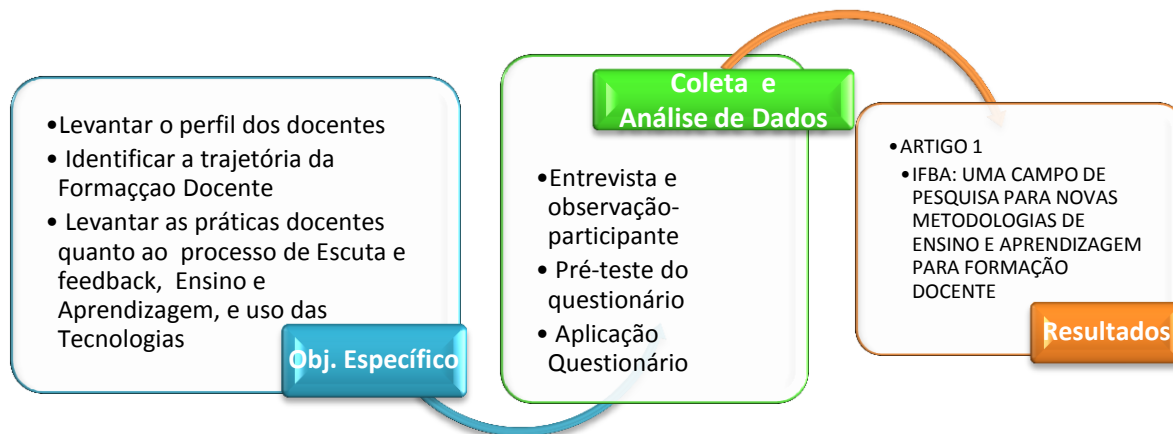 •Levantar o perfil dos docentes
• Identificar a trajetória da
Formaçção Docente
• Levantar as práticas docentes
quanto ao processo de Escuta e
feedback, Ensino e
Aprendizagem, e uso das
Tecnologias
Obj. Específico
Coleta e
Análise de Dados
•Entrevista e
observação-
participante
• Pré-teste do
questionário
• Aplicação
Questionário
•ARTIGO 1
•IFBA: UMA CAMPO DE
PESQUISA PARA NOVAS
METODOLOGIAS DE
ENSINO E APRENDIZAGEM
PARA FORMAÇÃO
DOCENTE
Resultados